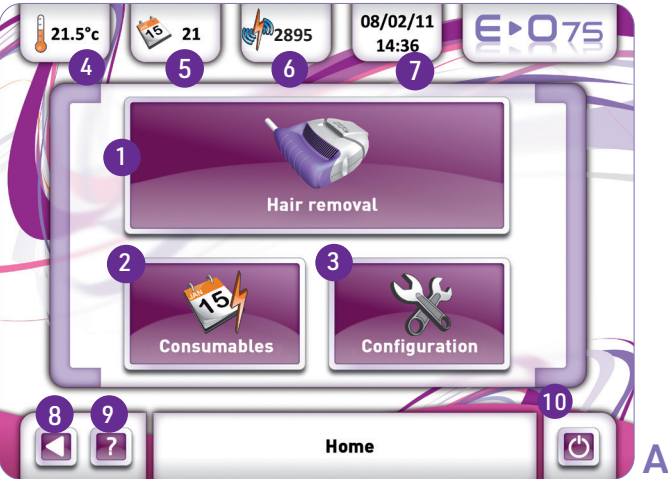 21.5°c
21
2895
08/02/11
14:36
E▸O75
4
5
6
7
1
Hair removal
2
3
JAN
15
Consumables
Configuration
8
9
10
?
Home
A